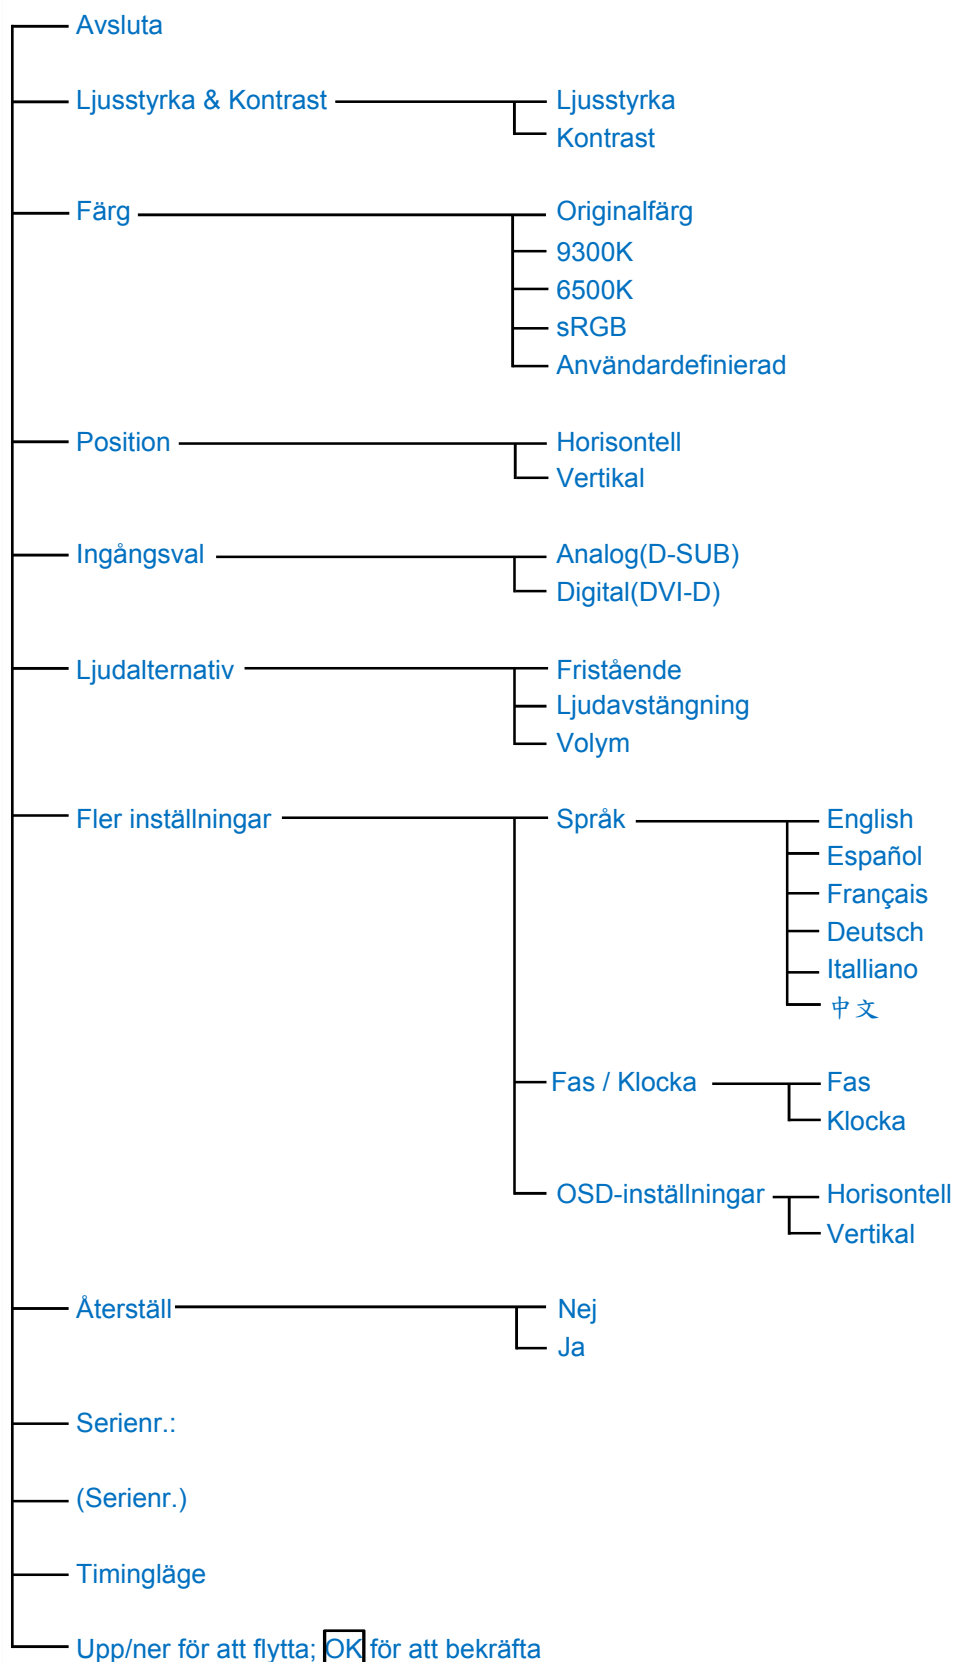 Avsluta
Ljusstyrka & Kontrast
Ljusstyrka
Kontrast
Färg
Originalfärg
9300K
6500K
sRGB
Användardefinierad
Position
Horisontell
Vertikal
Ingångsval
Analog(D-SUB)
Digital(DVI-D)
Ljudalternativ
Fristående
Ljudavstängning
Volym
Fler inställningar
Språk
English
Español
Français
Deutsch
Italliano
中文
Fas / Klocka
Fas
Klocka
OSD-inställningar
Horisontell
Vertikal
Återställ
Nej
Ja
Serienr.:
(Serienr.)
Timingläge
Upp/ner för att flytta; OK för att bekräfta